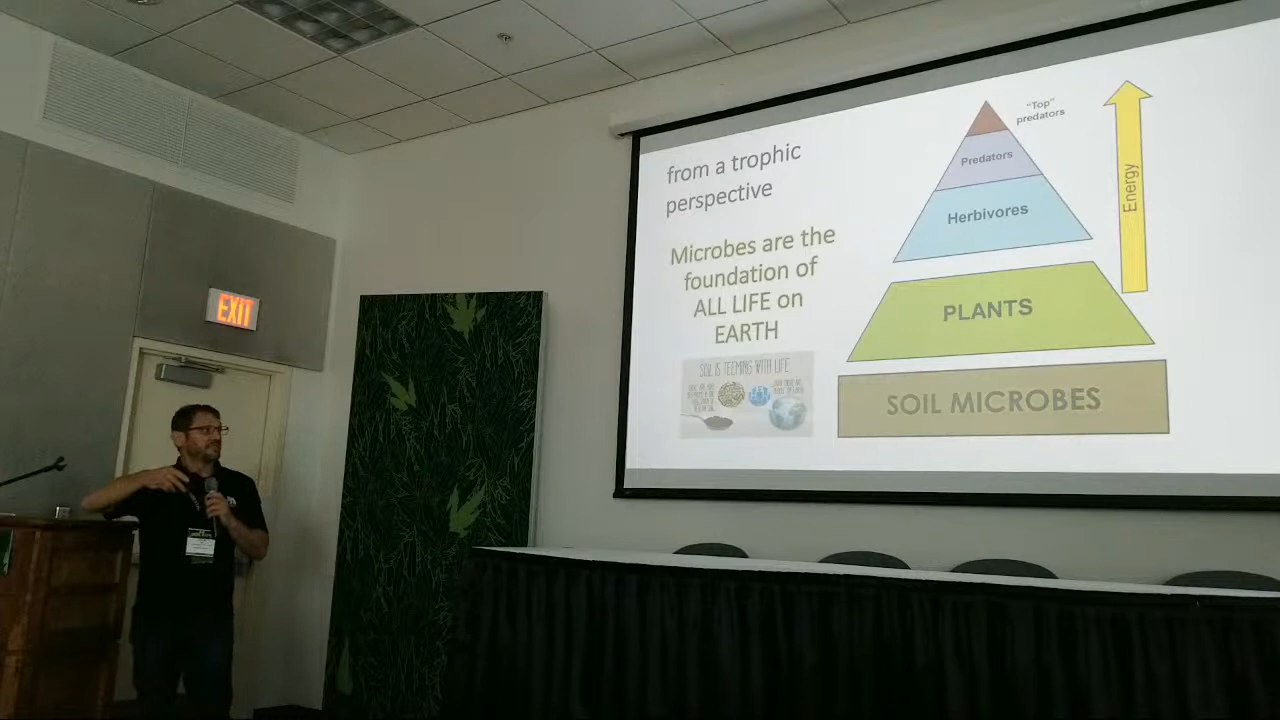 from a trophic
perspective
Microbes are the
foundation of
ALL LIFE on
EARTH
SOIL IS TEEMING WITH LIFE
"Top"
predators
Predators
Herbivores
PLANTS
SOIL MICROBES
Energy
EXIT